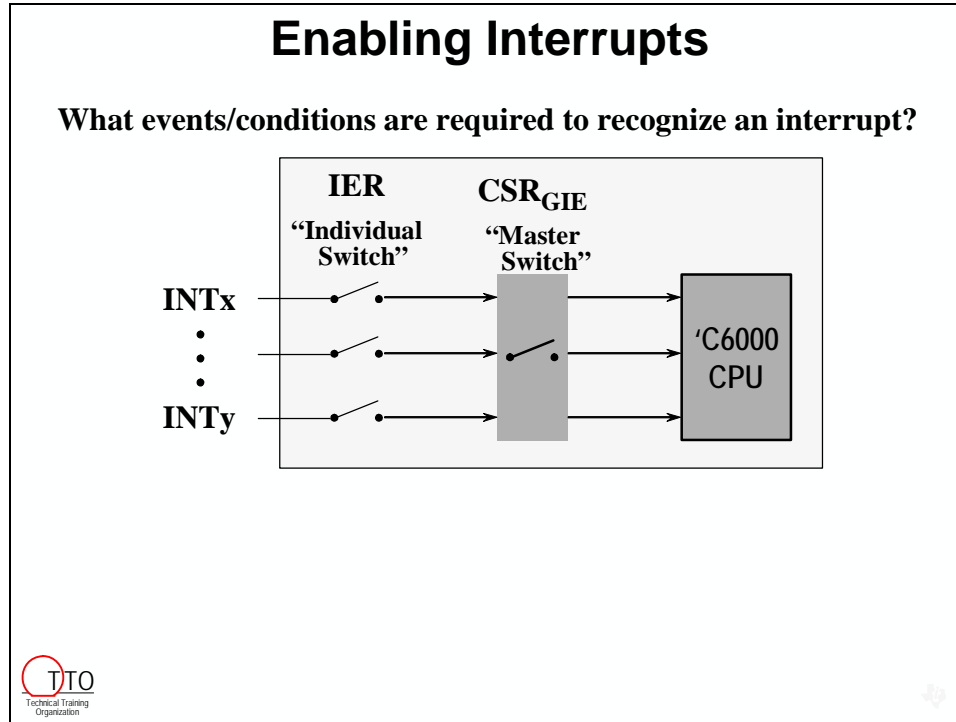 Enabling Interrupts
What events/conditions are required to recognize an interrupt?
IER
“Individual
Switch”
CSRGIE
“Master
Switch”
INTx
INTy
‘C6000
CPU
TTO
Technical Training
Organization